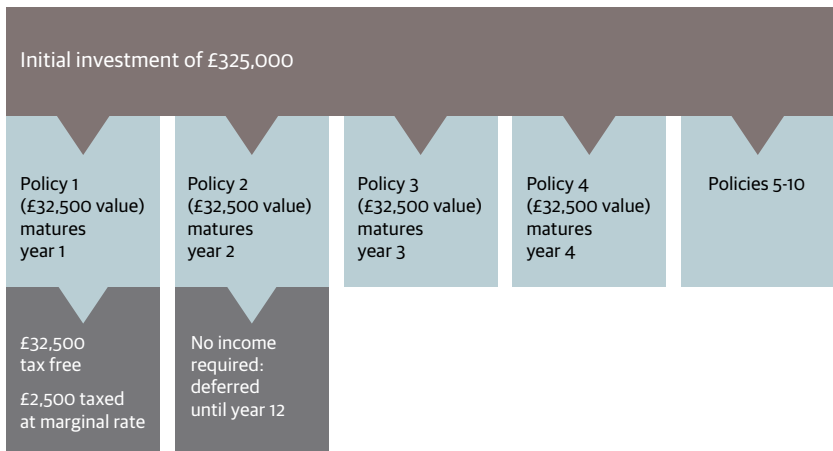 Initial investment of £325,000
Policy 1
(£32,500 value)
matures
year 1
Policy 2
(£32,500 value)
matures
year 2
Policy 3
(£32,500 value)
matures
year 3
Policy 4
(£32,500 value)
matures
year 4
Policies 5-10
£32,500
tax free
£2,500 taxed
at marginal rate
No income
required:
deferred
until year 12